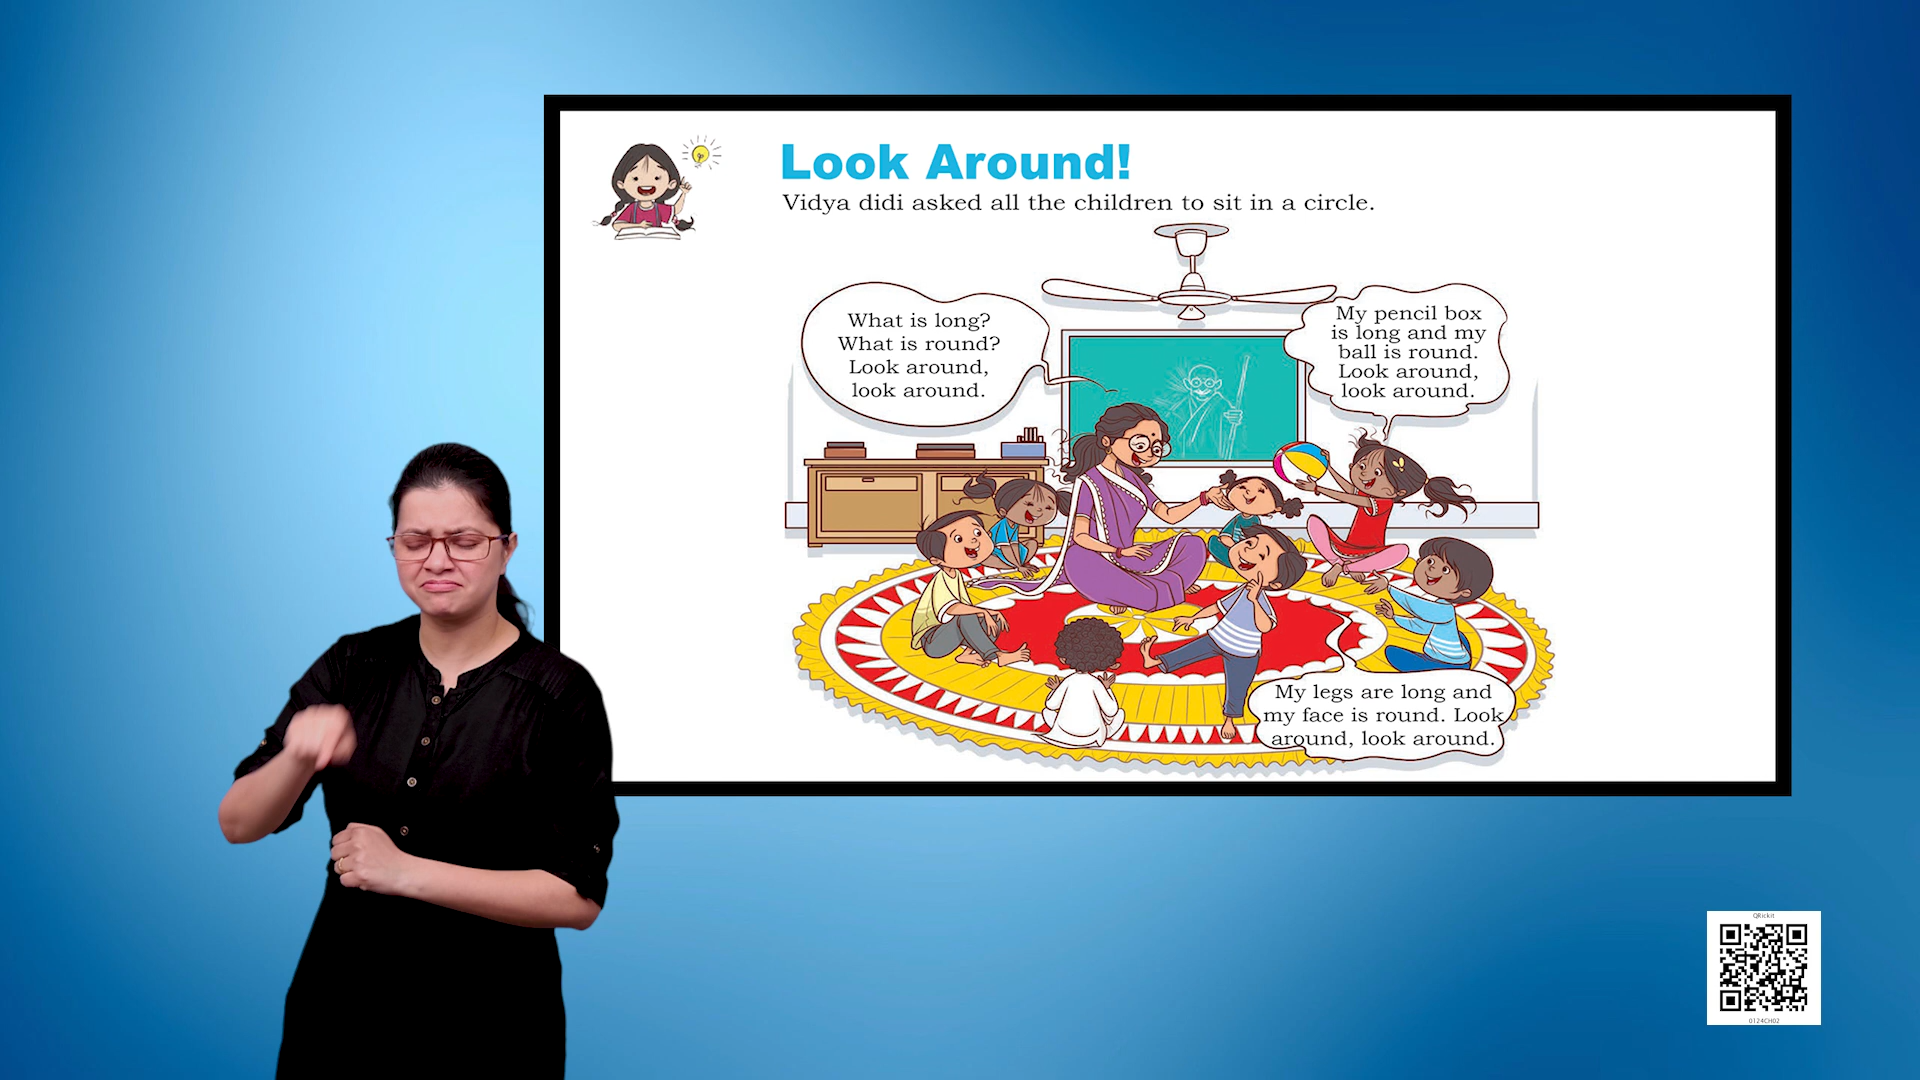 Look Around!
Vidya didi asked all the children to sit in a circle.
What is long?
What is round?
Look around,
look around.
My pencil box
is long and my
ball is round.
Look around,
look around.
My legs are long and
my face is round. Look
around, look around.
QRickit
0124CH02